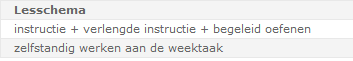 Lesschema
instructie + verlengde instructie + begeleid oefenen
zelfstandig werken aan de weektaak